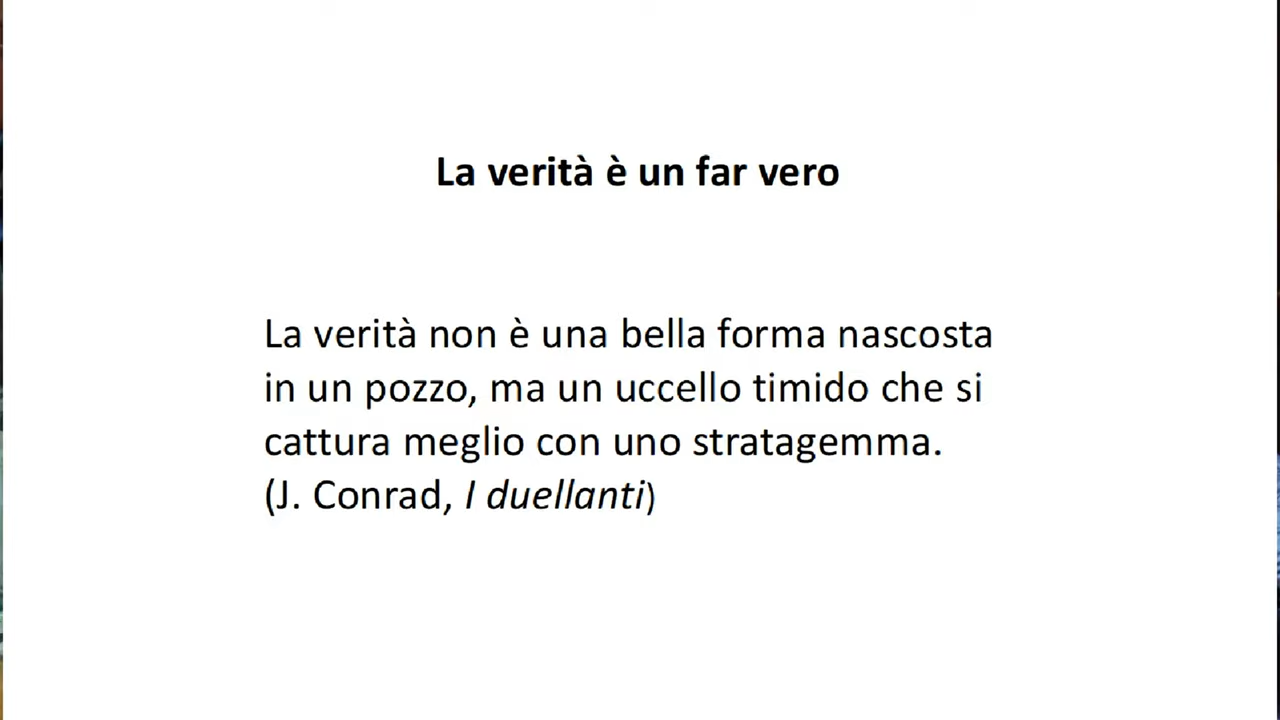 La verità è un far vero
La verità non è una bella forma nascosta
in un pozzo, ma un uccello timido che si
cattura meglio con uno stratagemma.
(J. Conrad, I duellanti)